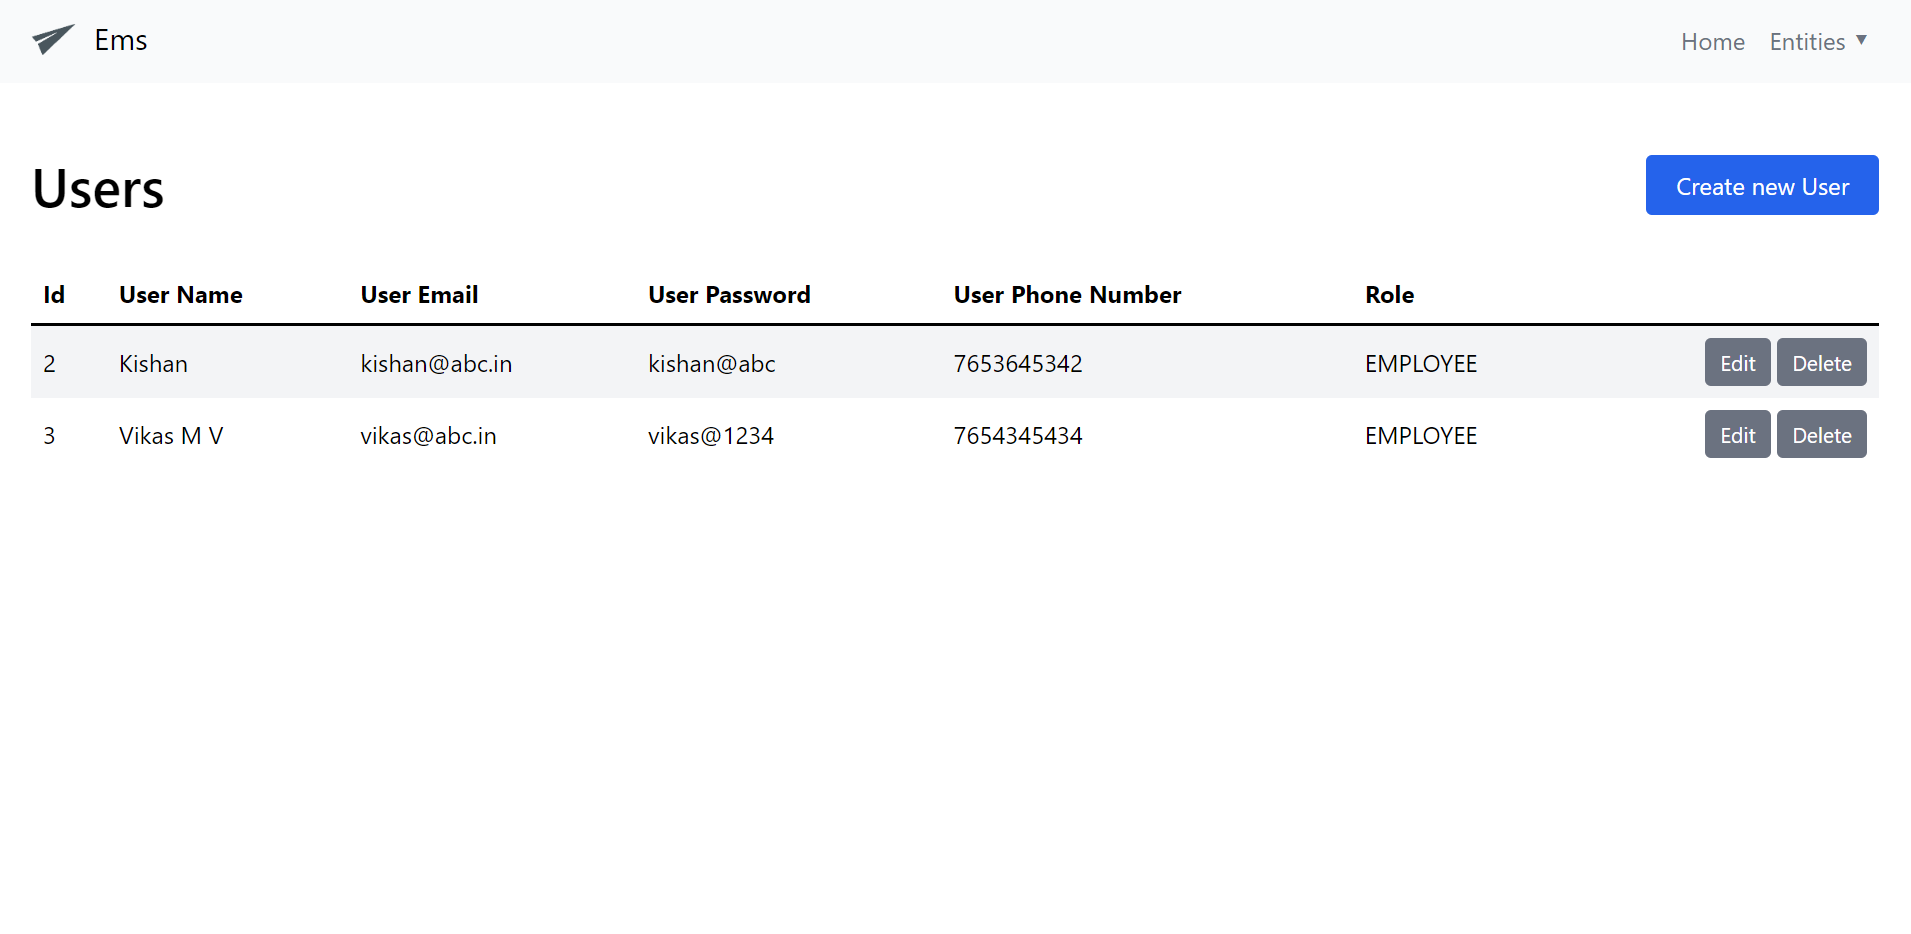 Ems Home Entities ▼
Users Create new User
Id User Name User Email User Password User Phone Number Role
2 Kishan kishan@abc.in kishan@abc 7653645342 EMPLOYEE Edit Delete
3 Vikas M V vikas@abc.in vikas@1234 7654345434 EMPLOYEE Edit Delete